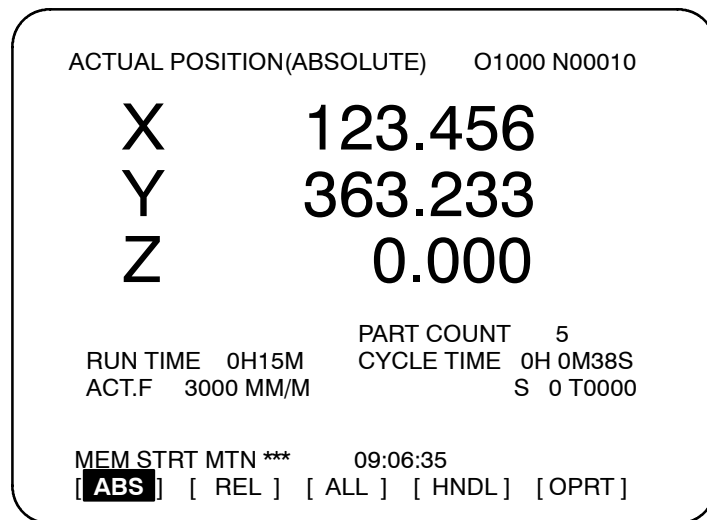 ACTUAL POSITION(ABSOLUTE) O1000 N00010
X 123.456
Y 363.233
Z 0.000
PART COUNT 5
RUN TIME 0H15M CYCLE TIME 0H 0M38S
ACT.F 3000 MM/M S 0 T0000
MEM STRT MTN *** 09:06:35
[ ABS ] [ REL ] [ ALL ] [ HNDL ] [ OPRT ]